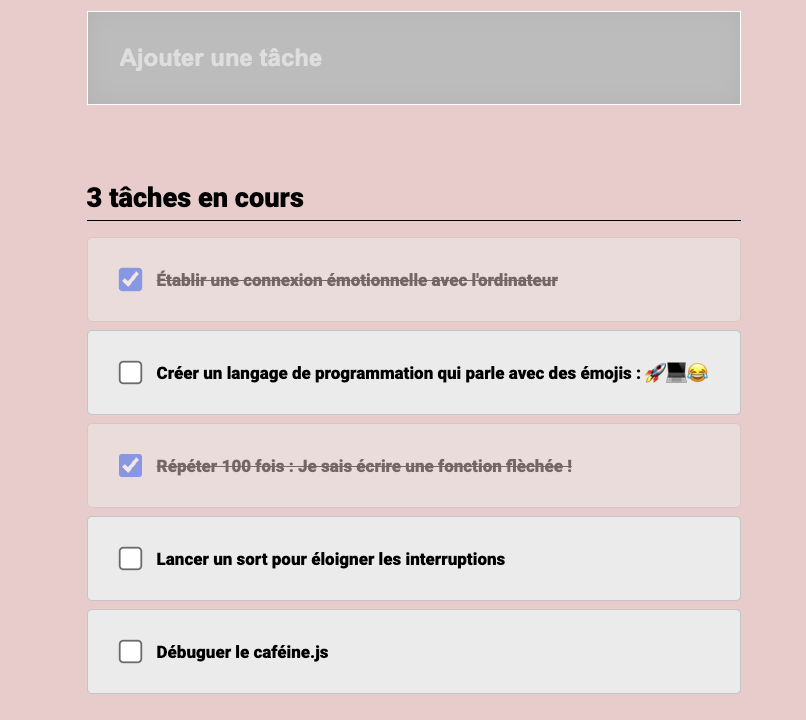 Ajouter une tâche
3 tâches en cours
Établir une connexion émotionnelle avec l'ordinateur
Créer un langage de programmation qui parle avec des émojis : 🚀💻😂
Répéter 100 fois : Je sais écrire une fonction flèchée !
Lancer un sort pour éloigner les interruptions
Débuguer le caféine.js